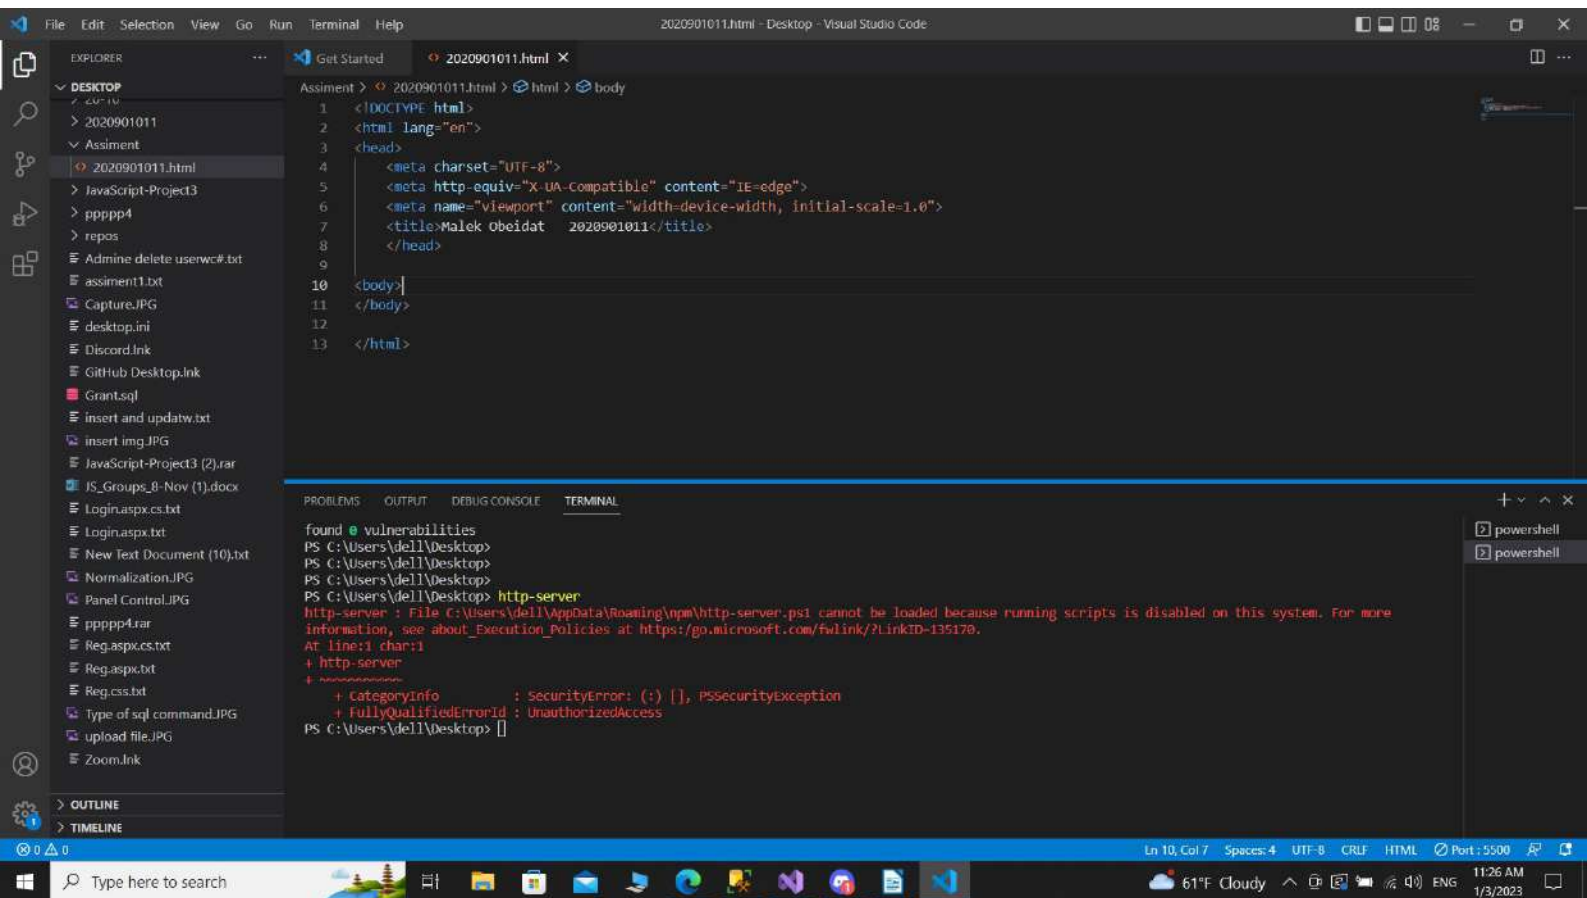 File Edit Selection View Go Run Terminal Help
2020901011.html - Desktop - Visual Studio Code
EXPLORER
DESKTOP
20-10
2020901011
Assiment
2020901011.html
JavaScript-Project3
ppppp4
repos
Admine delete userwc#.txt
assiment1.txt
Capture.JPG
desktop.ini
Discord.lnk
GitHub Desktop.lnk
Grant.sql
insert and updatw.txt
insert img.JPG
JavaScript-Project3 (2).rar
JS_Groups_8-Nov (1).docx
Login.aspx.cs.txt
Login.aspx.txt
New Text Document (10).txt
Normalization.JPG
Panel Control.JPG
ppppp4.rar
Reg.aspx.cs.txt
Reg.aspx.txt
Reg.css.txt
Type of sql command.JPG
upload file.JPG
Zoom.lnk
OUTLINE
TIMELINE
Get Started 2020901011.html
Assiment > 2020901011.html > html > body
1 <!DOCTYPE html>
2 <html lang="en">
3 <head>
4 <meta charset="UTF-8">
5 <meta http-equiv="X-UA-Compatible" content="IE=edge">
6 <meta name="viewport" content="width=device-width, initial-scale=1.0">
7 <title>Malek Obeidat 2020901011</title>
8 </head>
9
10 <body>
11 </body>
12
13 </html>
PROBLEMS OUTPUT DEBUG CONSOLE TERMINAL
found 0 vulnerabilities
PS C:\Users\dell\Desktop>
PS C:\Users\dell\Desktop>
PS C:\Users\dell\Desktop>
PS C:\Users\dell\Desktop> http-server
http-server : File C:\Users\dell\AppData\Roaming\npm\http-server.ps1 cannot be loaded because running scripts is disabled on this system. For more
information, see about_Execution_Policies at https:/go.microsoft.com/fwlink/?LinkID=135170.
At line:1 char:1
+ http-server
+ ~~~~~~~~~~~
+ CategoryInfo : SecurityError: (:) [], PSSecurityException
+ FullyQualifiedErrorId : UnauthorizedAccess
PS C:\Users\dell\Desktop>
powershell
powershell
0 0
Ln 10, Col 7 Spaces: 4 UTF-8 CRLF HTML Port : 5500
Type here to search
61°F Cloudy ENG
11:26 AM
1/3/2023